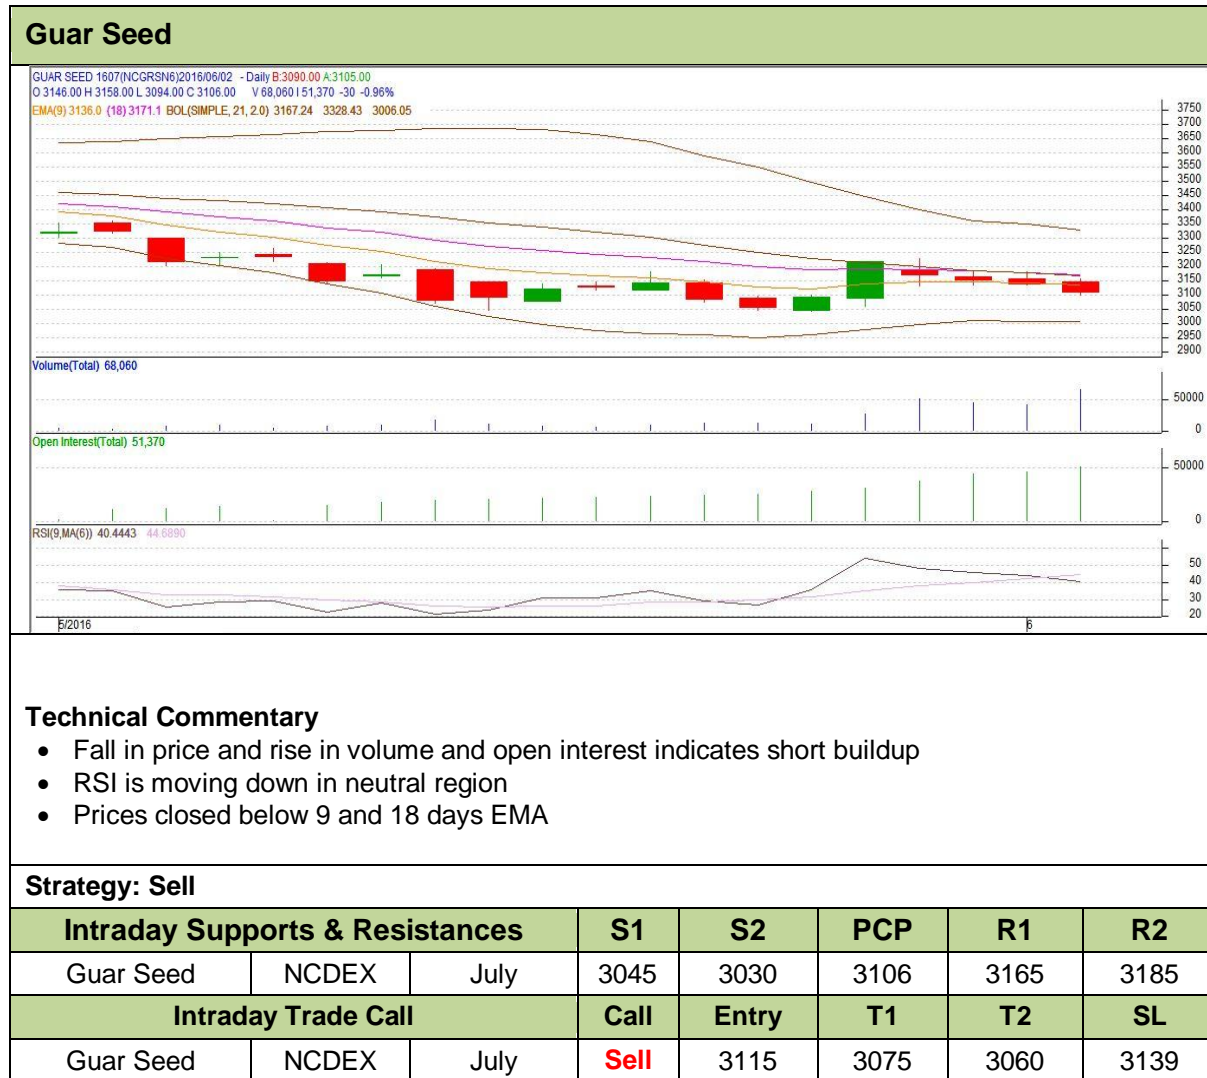 Guar Seed
GUAR SEED 1607(NCGRSN6)2016/06/02 - Daily B:3090.00 A:3105.00
O 3146.00 H 3158.00 L 3094.00 C 3106.00 V 68,060 I 51,370 -30 -0.96%
EMA(9) 3136.0 (18) 3171.1 BOL(SIMPLE, 21, 2.0) 3167.24 3328.43 3006.05
3750
3700
3650
3600
3550
3500
3450
3400
3350
3300
3250
3200
3150
3100
3050
3000
2950
2900
Volume(Total) 68,060
50000
0
Open Interest(Total) 51,370
50000
0
RSI(9,MA(6)) 40.4443 44.6890
50
40
30
20
5/2016 6
Technical Commentary
• Fall in price and rise in volume and open interest indicates short buildup
• RSI is moving down in neutral region
• Prices closed below 9 and 18 days EMA
Strategy: Sell
Intraday Supports & Resistances S1 S2 PCP R1 R2
Guar Seed NCDEX July 3045 3030 3106 3165 3185
Intraday Trade Call Call Entry T1 T2 SL
Guar Seed NCDEX July Sell 3115 3075 3060 3139